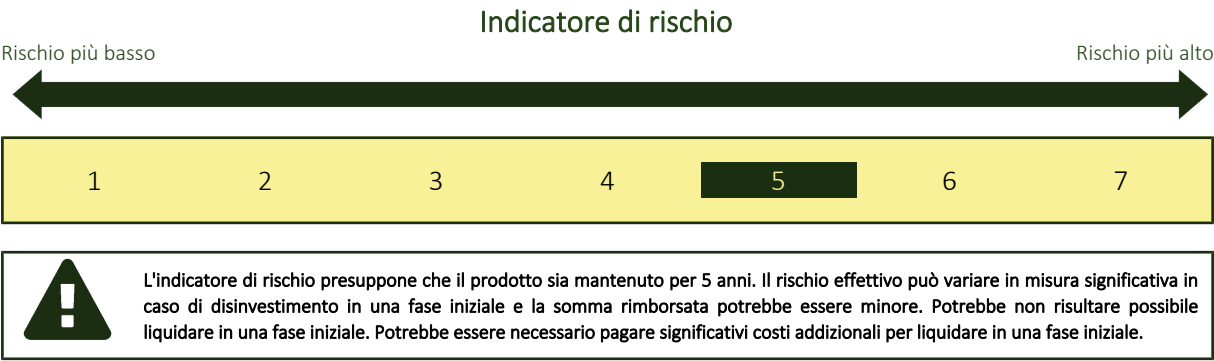 Indicatore di rischio
Rischio più basso Rischio più alto
1 2 3 4 5 6 7
L'indicatore di rischio presuppone che il prodotto sia mantenuto per 5 anni. Il rischio effettivo può variare in misura significativa in
caso di disinvestimento in una fase iniziale e la somma rimborsata potrebbe essere minore. Potrebbe non risultare possibile
liquidare in una fase iniziale. Potrebbe essere necessario pagare significativi costi addizionali per liquidare in una fase iniziale.